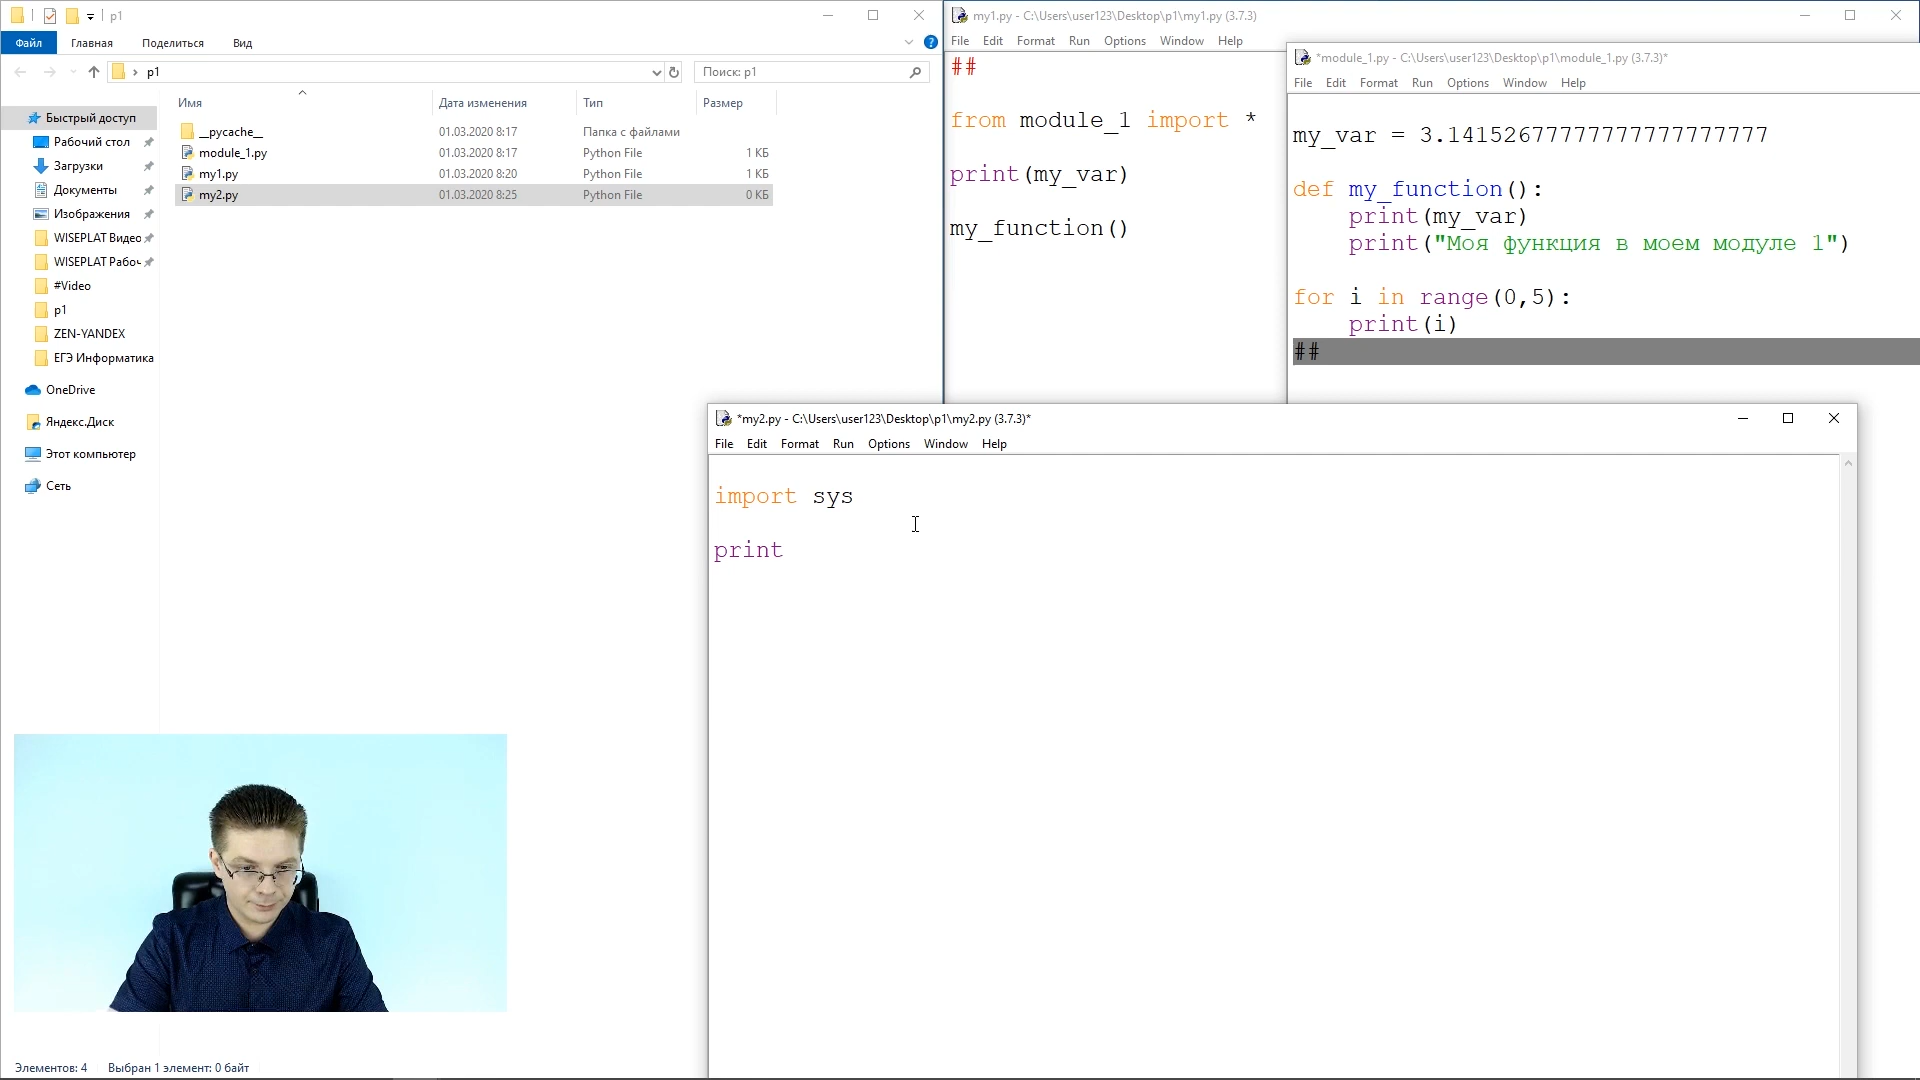 p1
Файл
Главная
Поделиться
Вид
p1
Поиск: p1
Имя
Дата изменения
Тип
Размер
__pycache__
01.03.2020 8:17
Папка с файлами
module_1.py
01.03.2020 8:17
Python File
1 КБ
my1.py
01.03.2020 8:20
Python File
1 КБ
my2.py
01.03.2020 8:25
Python File
0 КБ
Быстрый доступ
Рабочий стол
Загрузки
Документы
Изображения
WISEPLAT Видео
WISEPLAT Рабоч
#Video
p1
ZEN-YANDEX
ЕГЭ Информатика
OneDrive
Яндекс.Диск
Этот компьютер
Сеть
Элементов: 4
Выбран 1 элемент: 0 байт
my1.py - C:\Users\user123\Desktop\p1\my1.py (3.7.3)
File Edit Format Run Options Window Help
##
from module_1 import *
print(my_var)
my_function()
*module_1.py - C:\Users\user123\Desktop\p1\module_1.py (3.7.3)*
File Edit Format Run Options Window Help
my_var = 3.14152677777777777777777
def my_function():
print(my_var)
print("Моя функция в моем модуле 1")
for i in range(0,5):
print(i)
##
*my2.py - C:\Users\user123\Desktop\p1\my2.py (3.7.3)*
File Edit Format Run Options Window Help
import sys
print